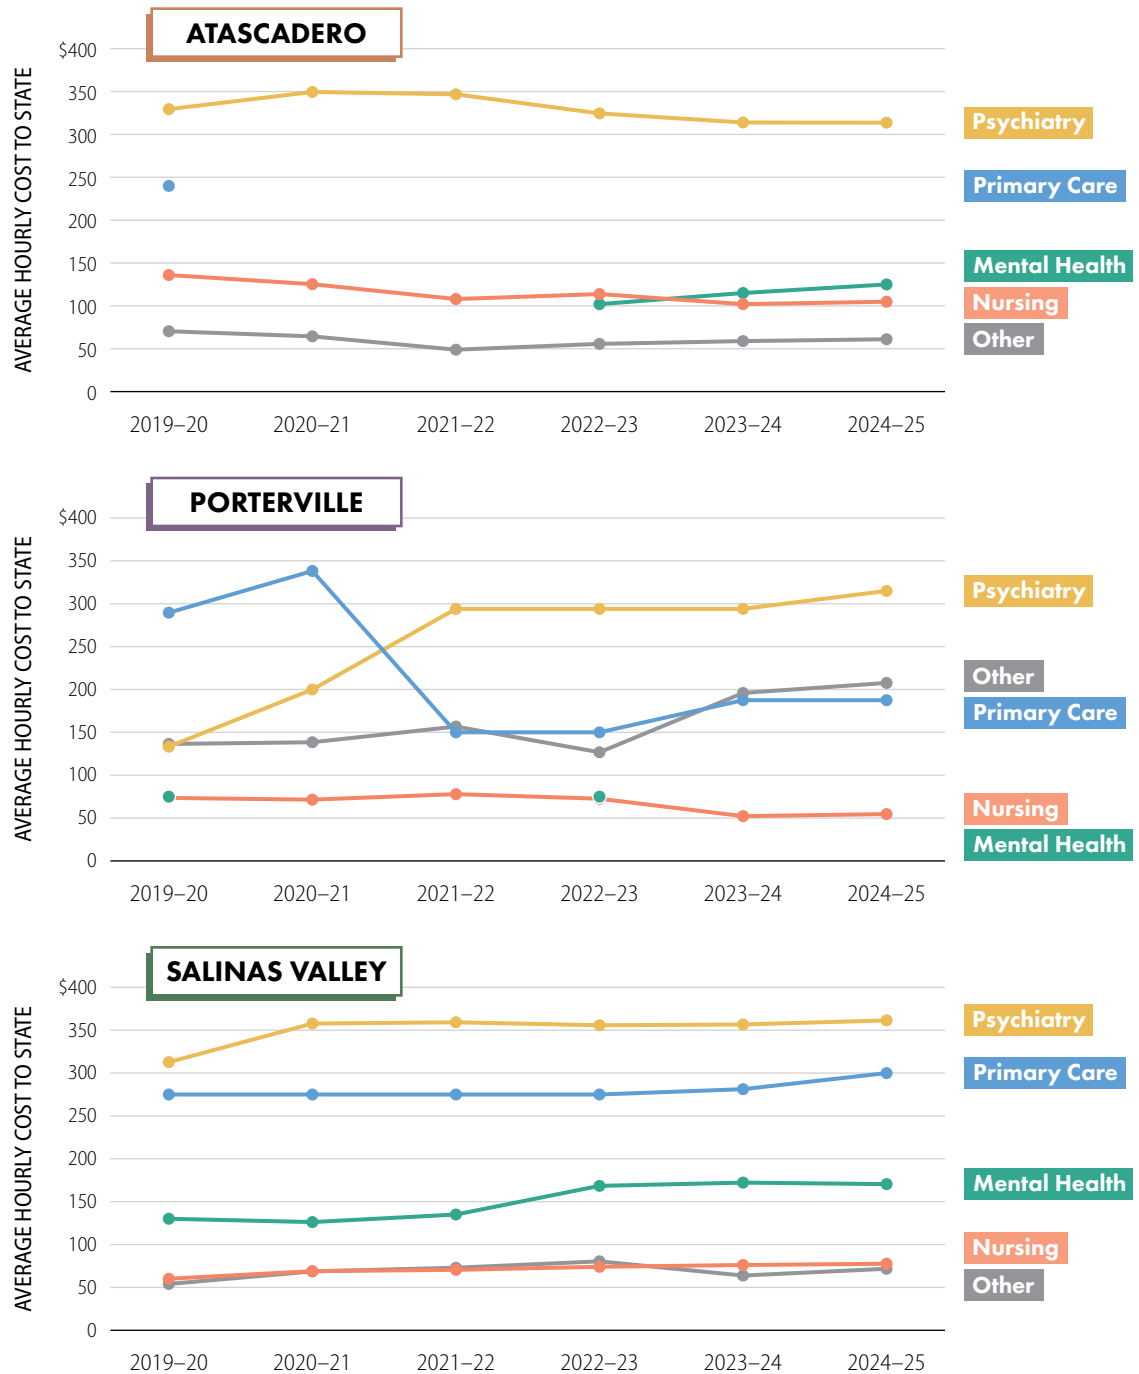 ATASCADERO
AVERAGE HOURLY COST TO STATE
$400
350
300
250
200
150
100
50
0
2019–20 2020–21 2021–22 2022–23 2023–24 2024–25
Psychiatry
Primary Care
Mental Health
Nursing
Other
PORTERVILLE
AVERAGE HOURLY COST TO STATE
$400
350
300
250
200
150
100
50
0
2019–20 2020–21 2021–22 2022–23 2023–24 2024–25
Psychiatry
Other
Primary Care
Nursing
Mental Health
SALINAS VALLEY
AVERAGE HOURLY COST TO STATE
$400
350
300
250
200
150
100
50
0
2019–20 2020–21 2021–22 2022–23 2023–24 2024–25
Psychiatry
Primary Care
Mental Health
Nursing
Other